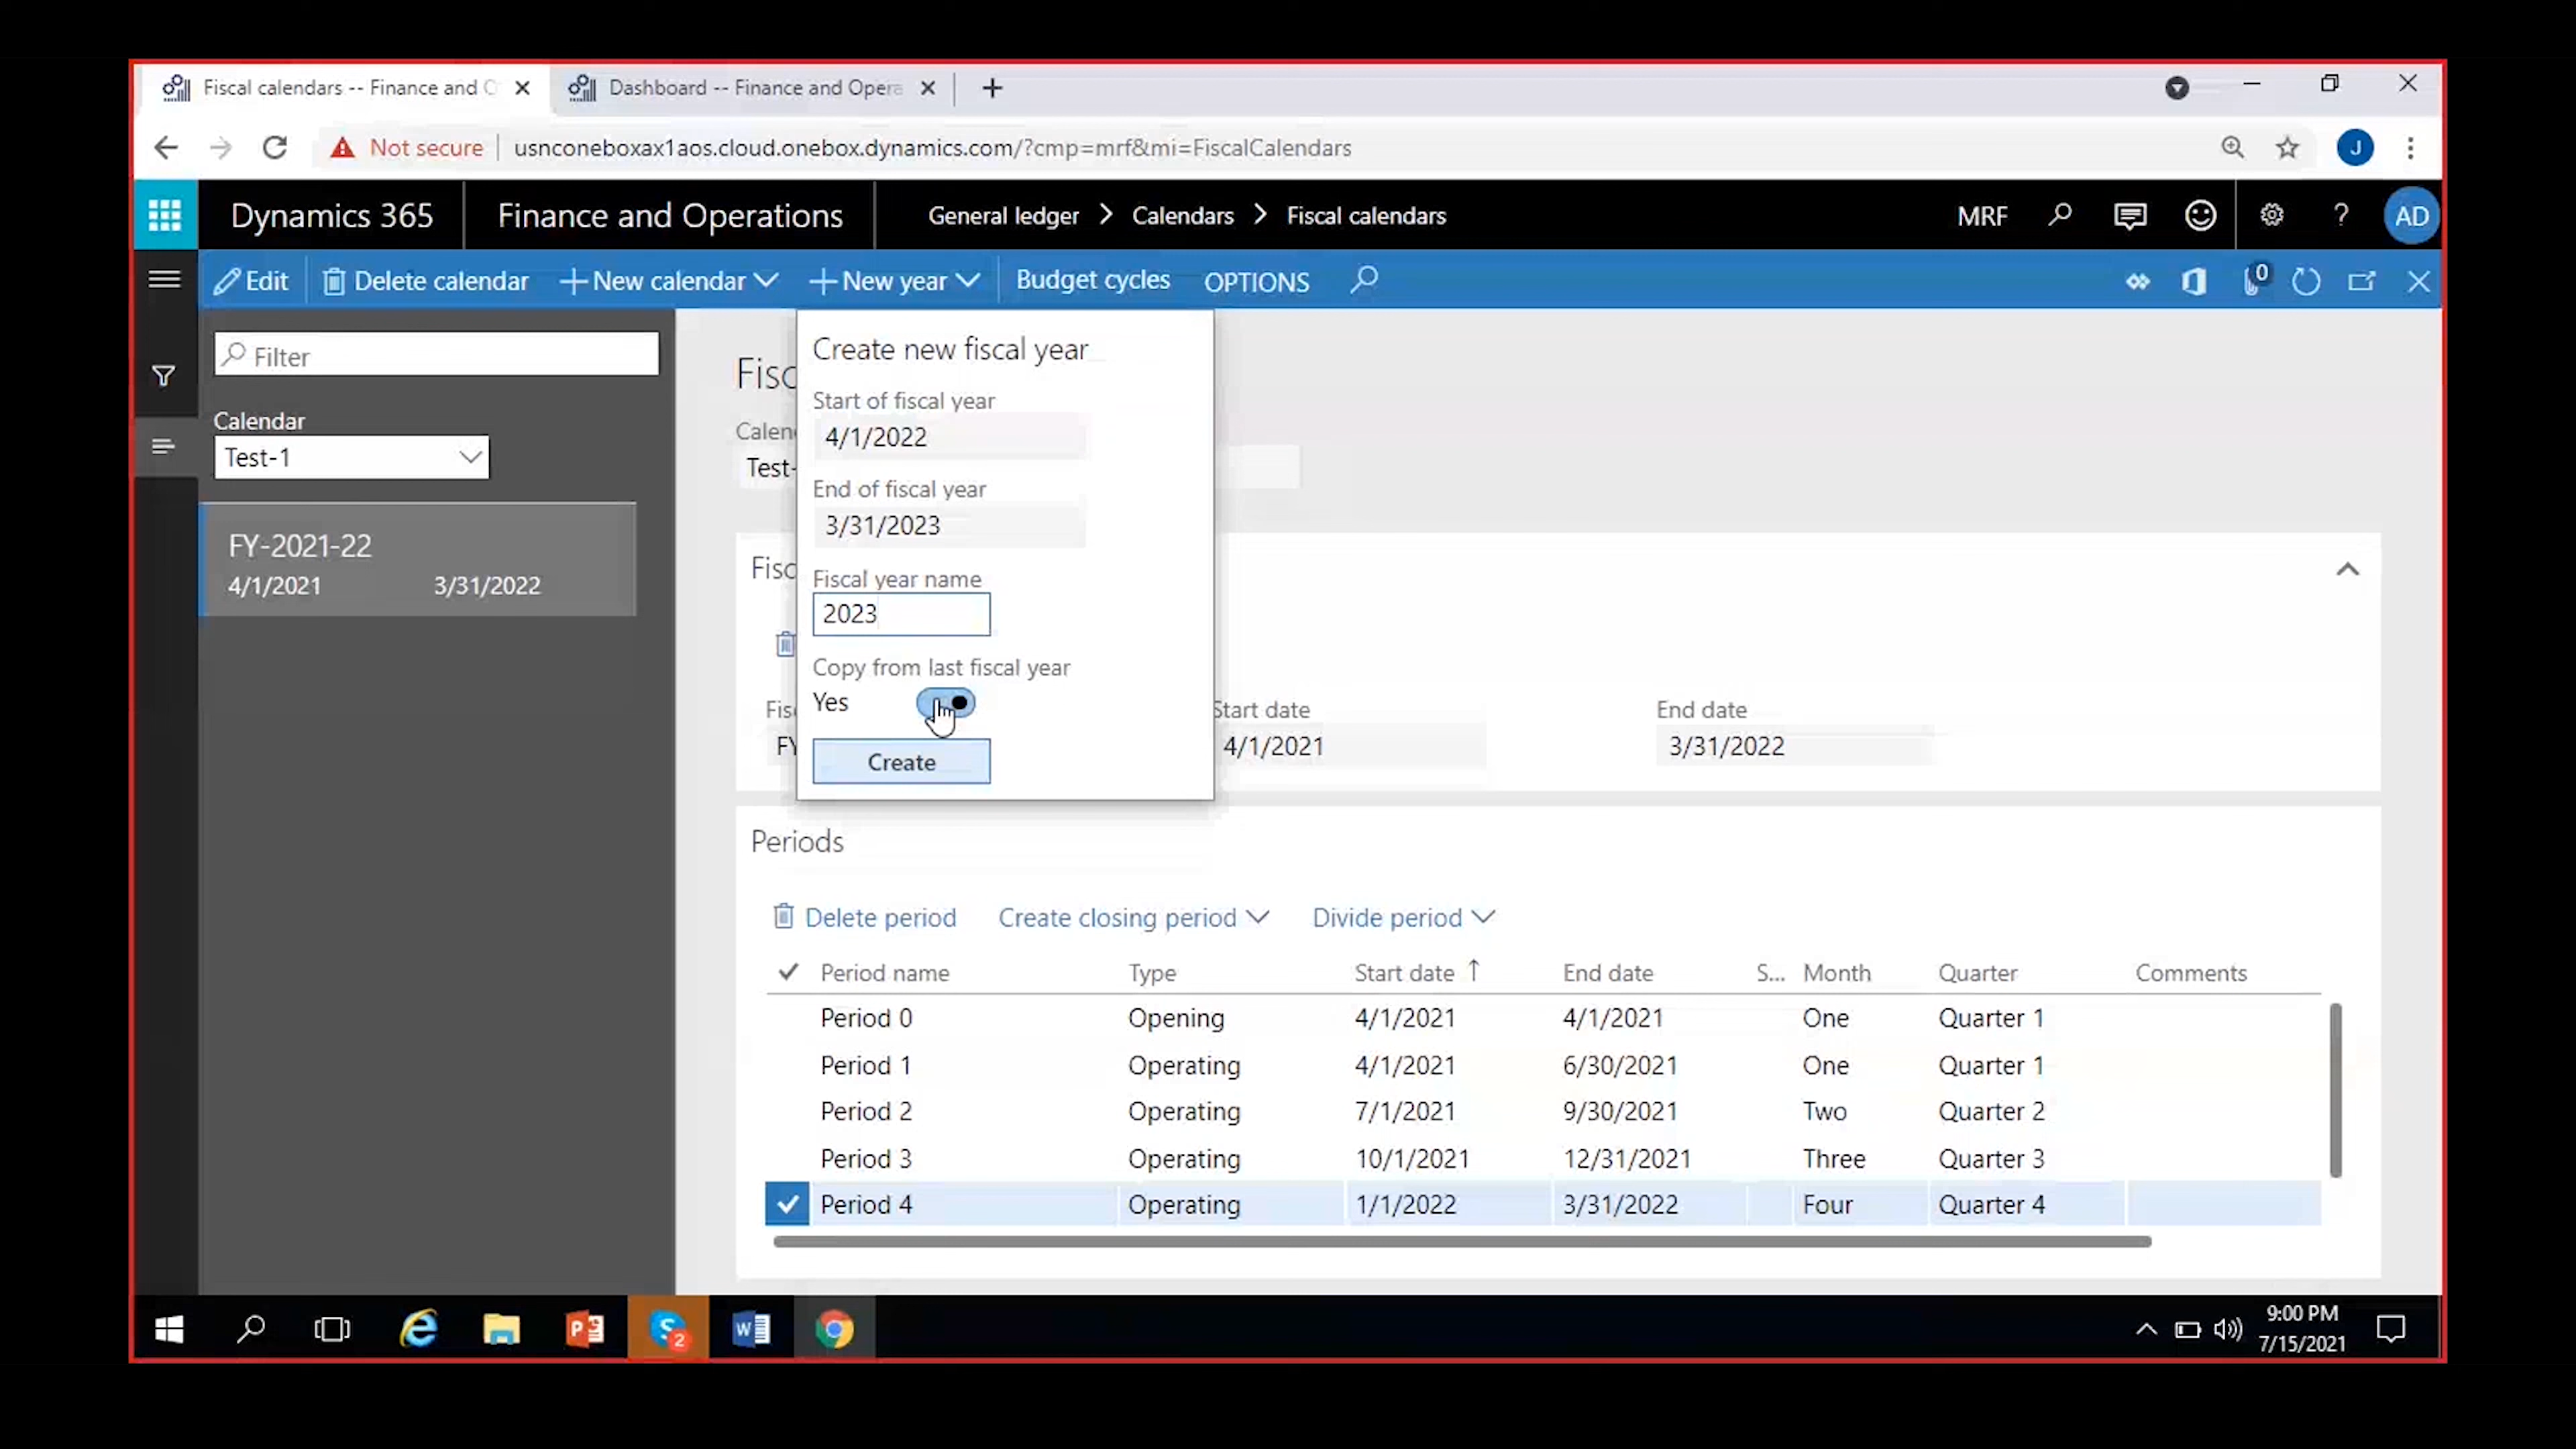 Fiscal calendars -- Finance and O
Dashboard -- Finance and Opera
Not secure
usnconeboxax1aos.cloud.onebox.dynamics.com/?cmp=mrf&mi=FiscalCalendars
J
Dynamics 365
Finance and Operations
General ledger > Calendars > Fiscal calendars
MRF
?
AD
Edit
Delete calendar
New calendar
New year
Budget cycles
OPTIONS
0
Filter
Calendar
Test-1
FY-2021-22
4/1/2021 3/31/2022
Fisc
Calen
Test-
Create new fiscal year
Start of fiscal year
4/1/2022
End of fiscal year
3/31/2023
Fiscal year name
2023
Copy from last fiscal year
Yes
Create
Fisc
Fis Start date End date
FY 4/1/2021 3/31/2022
Periods
Delete period Create closing period Divide period
Period name Type Start date End date S... Month Quarter Comments
Period 0 Opening 4/1/2021 4/1/2021 One Quarter 1
Period 1 Operating 4/1/2021 6/30/2021 One Quarter 1
Period 2 Operating 7/1/2021 9/30/2021 Two Quarter 2
Period 3 Operating 10/1/2021 12/31/2021 Three Quarter 3
Period 4 Operating 1/1/2022 3/31/2022 Four Quarter 4
2
9:00 PM
7/15/2021